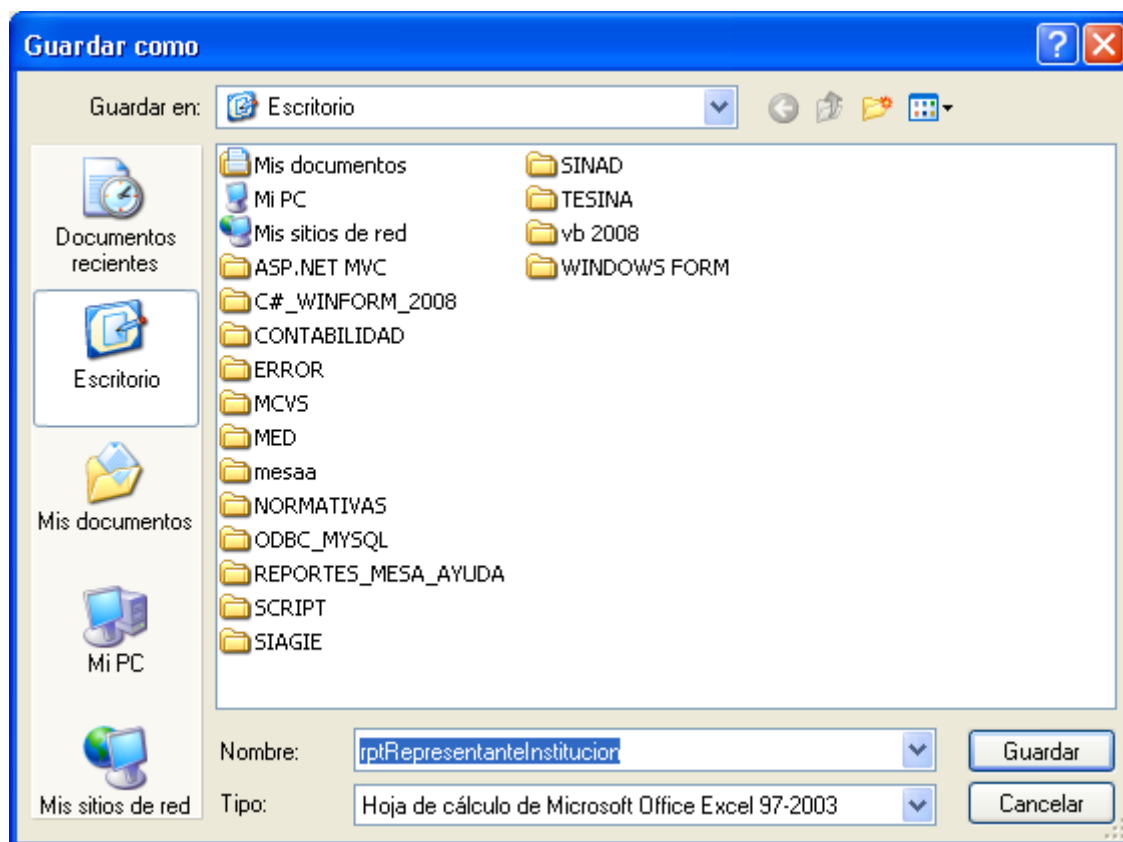 Guardar como
Guardar en:
Escritorio
Documentos
recientes
Escritorio
Mis documentos
Mi PC
Mis sitios de red
Mis documentos
Mi PC
Mis sitios de red
ASP.NET MVC
C#_WINFORM_2008
CONTABILIDAD
ERROR
MCVS
MED
mesaa
NORMATIVAS
ODBC_MYSQL
REPORTES_MESA_AYUDA
SCRIPT
SIAGIE
SINAD
TESINA
vb 2008
WINDOWS FORM
Nombre:
rptRepresentanteInstitucion
Guardar
Tipo:
Hoja de cálculo de Microsoft Office Excel 97-2003
Cancelar